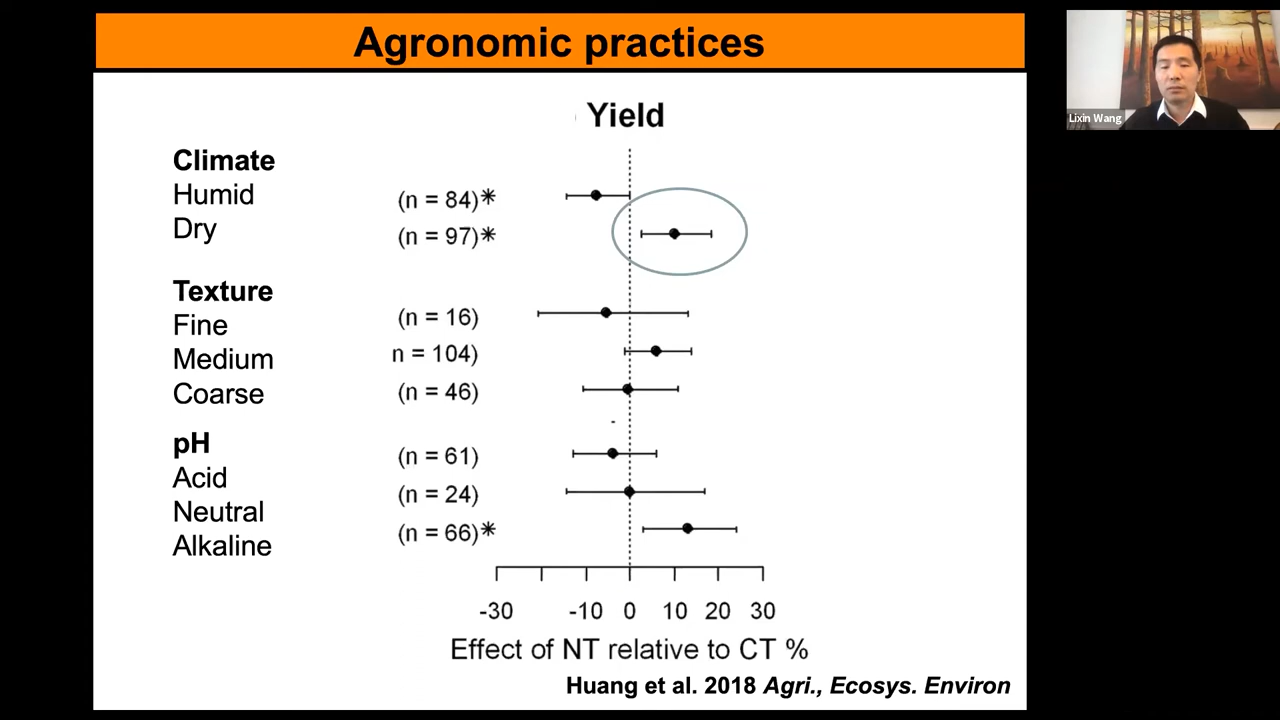 Agronomic practices
Yield
Climate
Humid (n = 84)*
Dry (n = 97)*
Texture
Fine (n = 16)
Medium n = 104)
Coarse (n = 46)
pH
Acid (n = 61)
Neutral (n = 24)
Alkaline (n = 66)*
-30 -10 0 10 20 30
Effect of NT relative to CT %
Huang et al. 2018 Agri., Ecosys. Environ
Lixin Wang